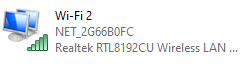 Wi-Fi 2
NET_2G66B0FC
Realtek RTL8192CU Wireless LAN ...